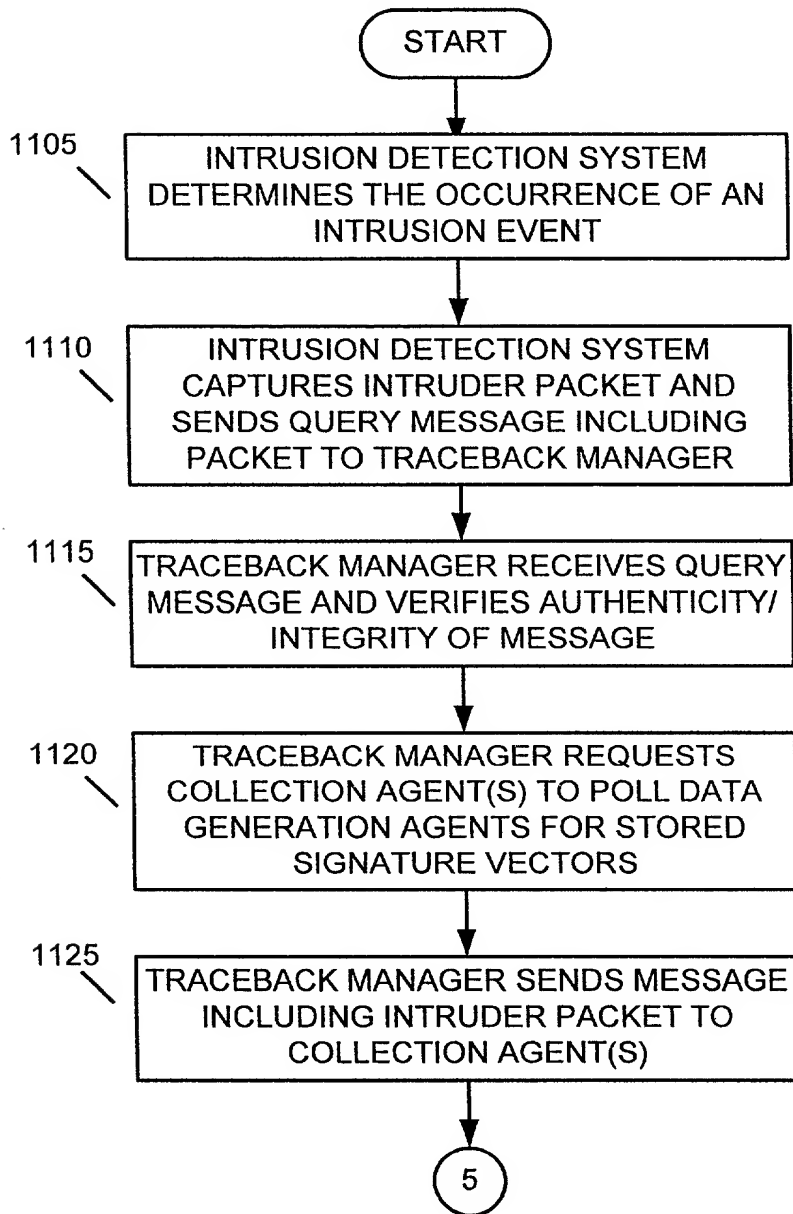 START
1105
INTRUSION DETECTION SYSTEM
DETERMINES THE OCCURRENCE OF AN
INTRUSION EVENT
1110
INTRUSION DETECTION SYSTEM
CAPTURES INTRUDER PACKET AND
SENDS QUERY MESSAGE INCLUDING
PACKET TO TRACEBACK MANAGER
1115
TRACEBACK MANAGER RECEIVES QUERY
MESSAGE AND VERIFIES AUTHENTICITY/
INTEGRITY OF MESSAGE
1120
TRACEBACK MANAGER REQUESTS
COLLECTION AGENT(S) TO POLL DATA
GENERATION AGENTS FOR STORED
SIGNATURE VECTORS
1125
TRACEBACK MANAGER SENDS MESSAGE
INCLUDING INTRUDER PACKET TO
COLLECTION AGENT(S)
5